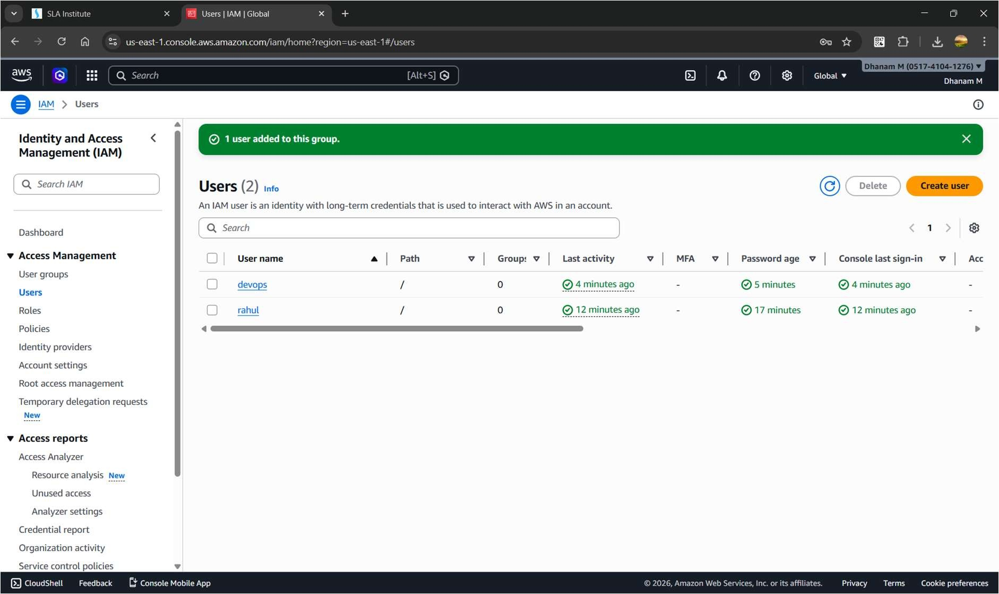 SLA Institute
Users | IAM | Global
us-east-1.console.aws.amazon.com/iam/home?region=us-east-1#/users
aws
Search
[Alt+S]
Global
Dhanam M (0517-4104-1276)
Dhanam M
IAM
Users
Identity and Access
Management (IAM)
Search IAM
Dashboard
Access Management
User groups
Users
Roles
Policies
Identity providers
Account settings
Root access management
Temporary delegation requests
New
Access reports
Access Analyzer
Resource analysis New
Unused access
Analyzer settings
Credential report
Organization activity
Service control policies
1 user added to this group.
Users (2) Info
Delete
Create user
An IAM user is an identity with long-term credentials that is used to interact with AWS in an account.
Search
1
User name Path Groups Last activity MFA Password age Console last sign-in Acc
devops / 0 4 minutes ago - 5 minutes 4 minutes ago -
rahul / 0 12 minutes ago - 17 minutes 12 minutes ago -
CloudShell Feedback Console Mobile App © 2026, Amazon Web Services, Inc. or its affiliates. Privacy Terms Cookie preferences